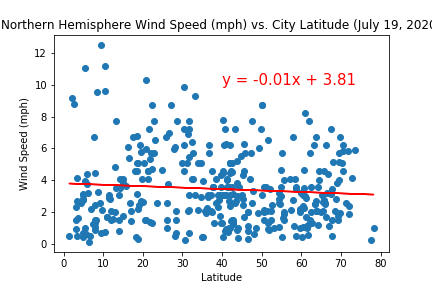 Northern Hemisphere Wind Speed (mph) vs. City Latitude (July 19, 2020
12
10
8
6
4
2
0
Wind Speed (mph)
y = -0.01x + 3.81
0 10 20 30 40 50 60 70 80
Latitude